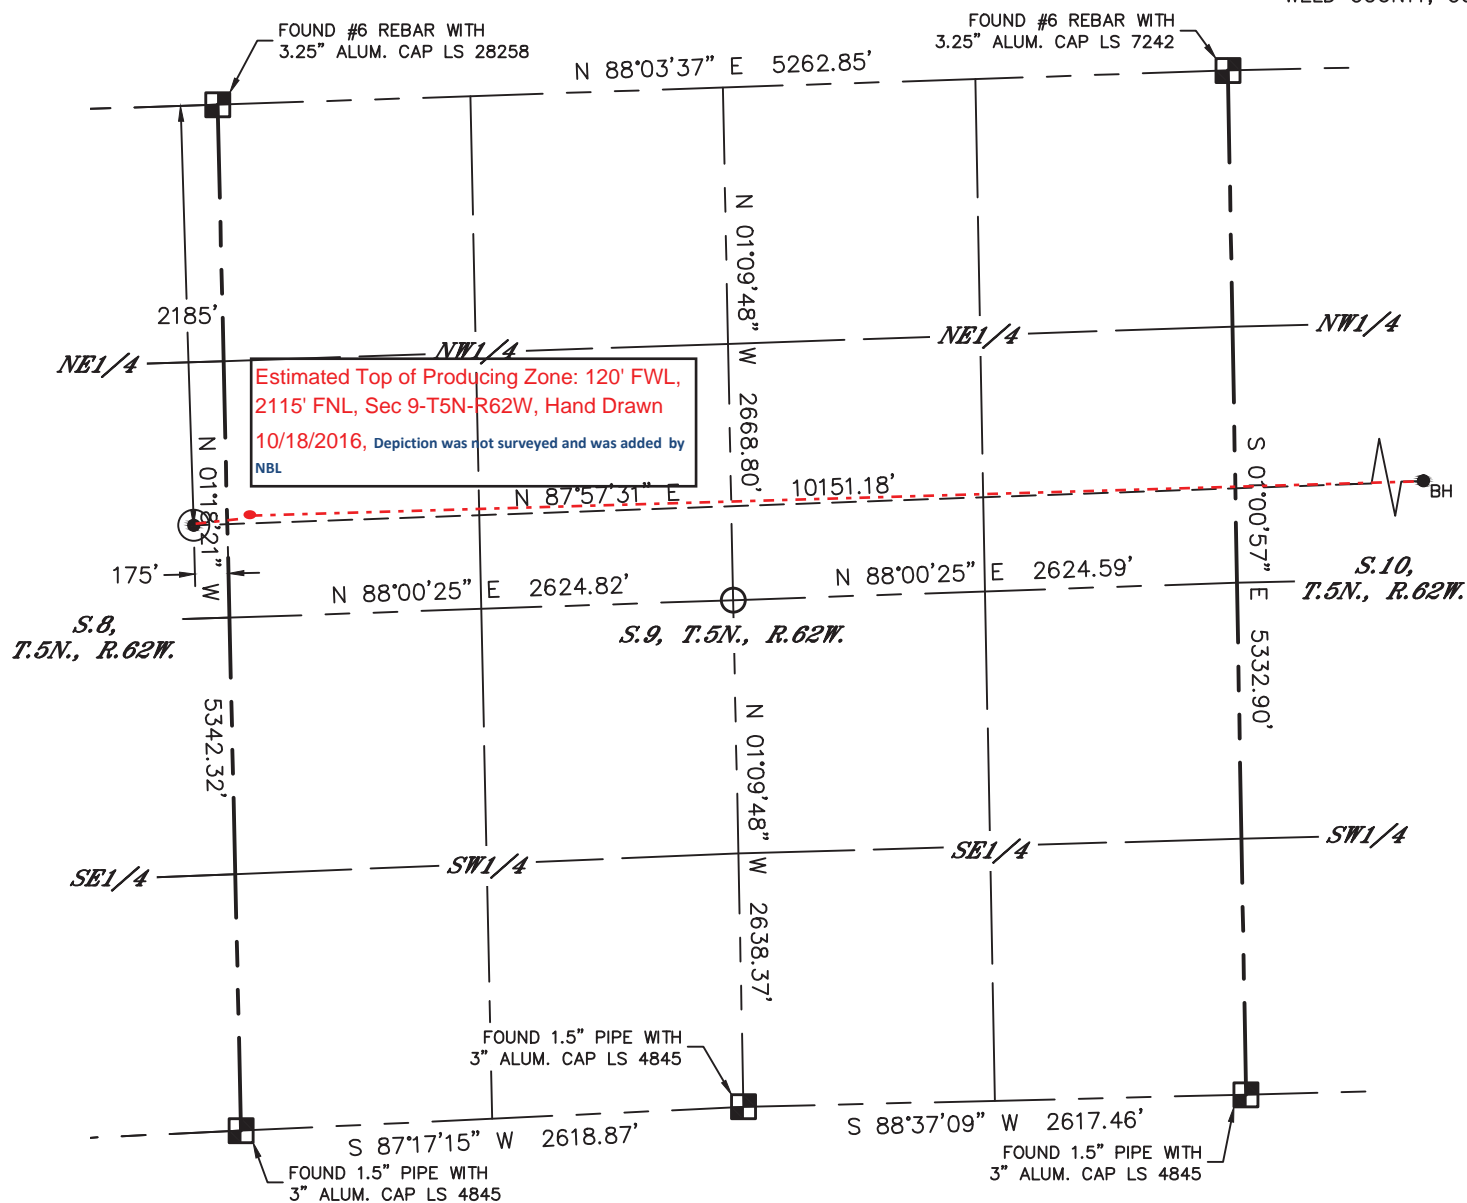 FOUND #6 REBAR WITH
3.25" ALUM. CAP LS 28258
FOUND #6 REBAR WITH
3.25" ALUM. CAP LS 7242
N 88°03'37" E 5262.85'
N 01°09'48" W 2668.80'
2185'
NE1/4
NW1/4
NE1/4
NW1/4
Estimated Top of Producing Zone: 120' FWL,
2115' FNL, Sec 9-T5N-R62W, Hand Drawn
10/18/2016, Depiction was not surveyed and was added by
NBL
N 01°18'21" W 5342.32'
N 87°57'31" E 10151.18'
S 01°00'57" E 5332.90'
BH
175'
N 88°00'25" E 2624.82'
N 88°00'25" E 2624.59'
S.8,
T.5N., R.62W.
S.9, T.5N., R.62W.
S.10,
T.5N., R.62W.
N 01°09'48" W 2638.37'
SE1/4
SW1/4
SE1/4
SW1/4
FOUND 1.5" PIPE WITH
3" ALUM. CAP LS 4845
S 87°17'15" W 2618.87'
S 88°37'09" W 2617.46'
FOUND 1.5" PIPE WITH
3" ALUM. CAP LS 4845
FOUND 1.5" PIPE WITH
3" ALUM. CAP LS 4845